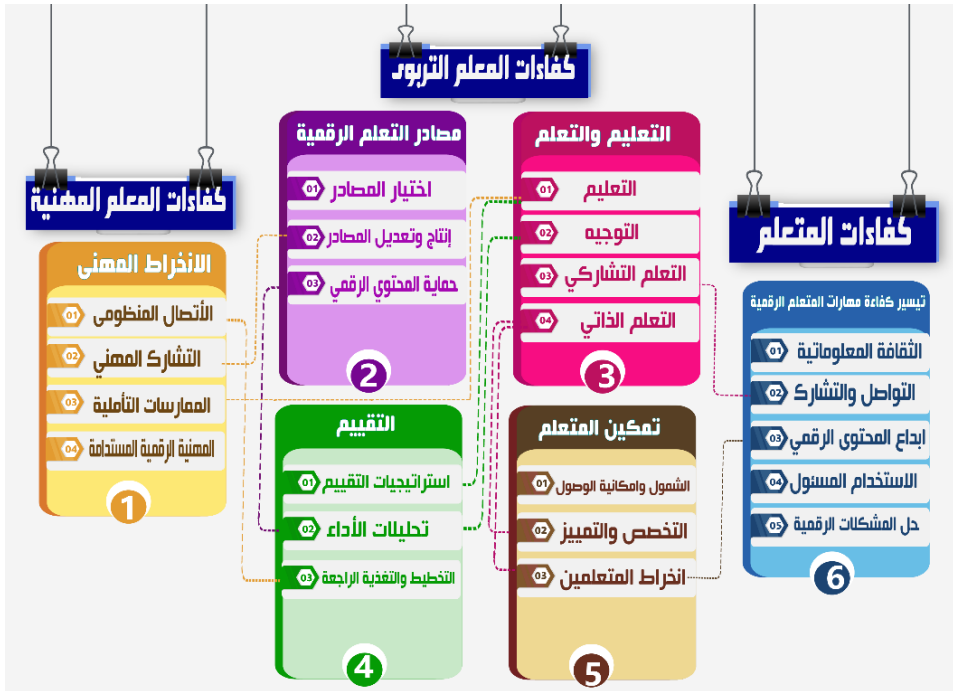 كفاءات المعلم التربوى
كفاءات المعلم المهنية
الانخراط المهنى
01 الأتصال المنظومى
02 التشارك المهني
03 الممارسات التأملية
04 المهنية الرقمية المستدامة
1
مصادر التعلم الرقمية
01 اختيار المصادر
02 إنتاج وتعديل المصادر
03 حماية المحتوي الرقمي
2
التعليم والتعلم
01 التعليم
02 التوجيه
03 التعلم التشاركي
04 التعلم الذاتي
3
التقييم
01 استراتيجيات التقييم
02 تحليلات الأداء
03 التخطيط والتغذية الراجعة
4
تمكين المتعلم
01 الشمول وامكانية الوصول
02 التخصص والتمييز
03 انخراط المتعلمين
5
كفاءات المتعلم
تيسير كفاءة مهارات المتعلم الرقمية
01 الثقافة المعلوماتية
02 التواصل والتشارك
03 ابداع المحتوى الرقمي
04 الاستخدام المسئول
05 حل المشكلات الرقمية
6